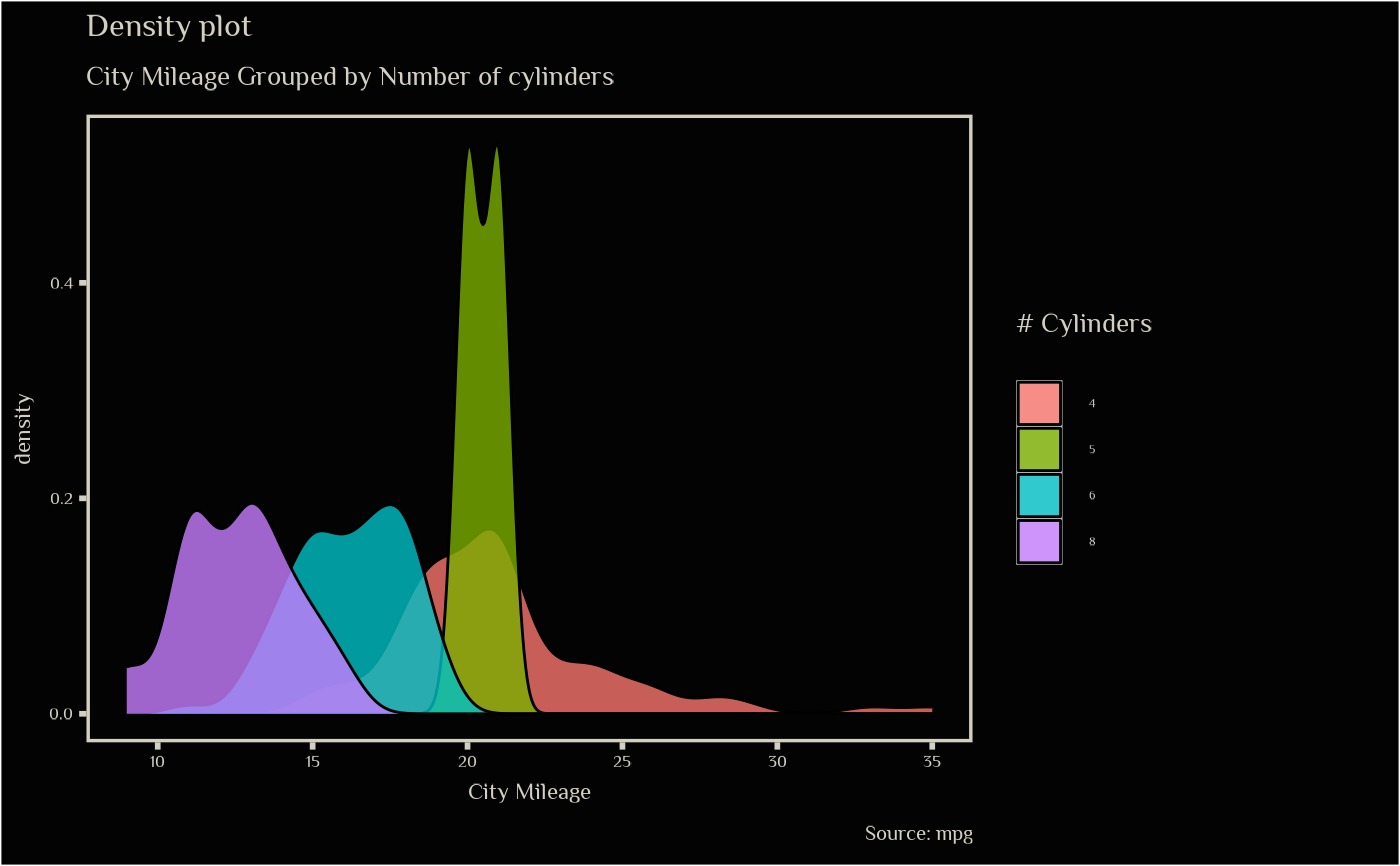 Density plot
City Mileage Grouped by Number of cylinders
density
0.4
0.2
0.0
10 15 20 25 30 35
City Mileage
# Cylinders
4
5
6
8
Source: mpg